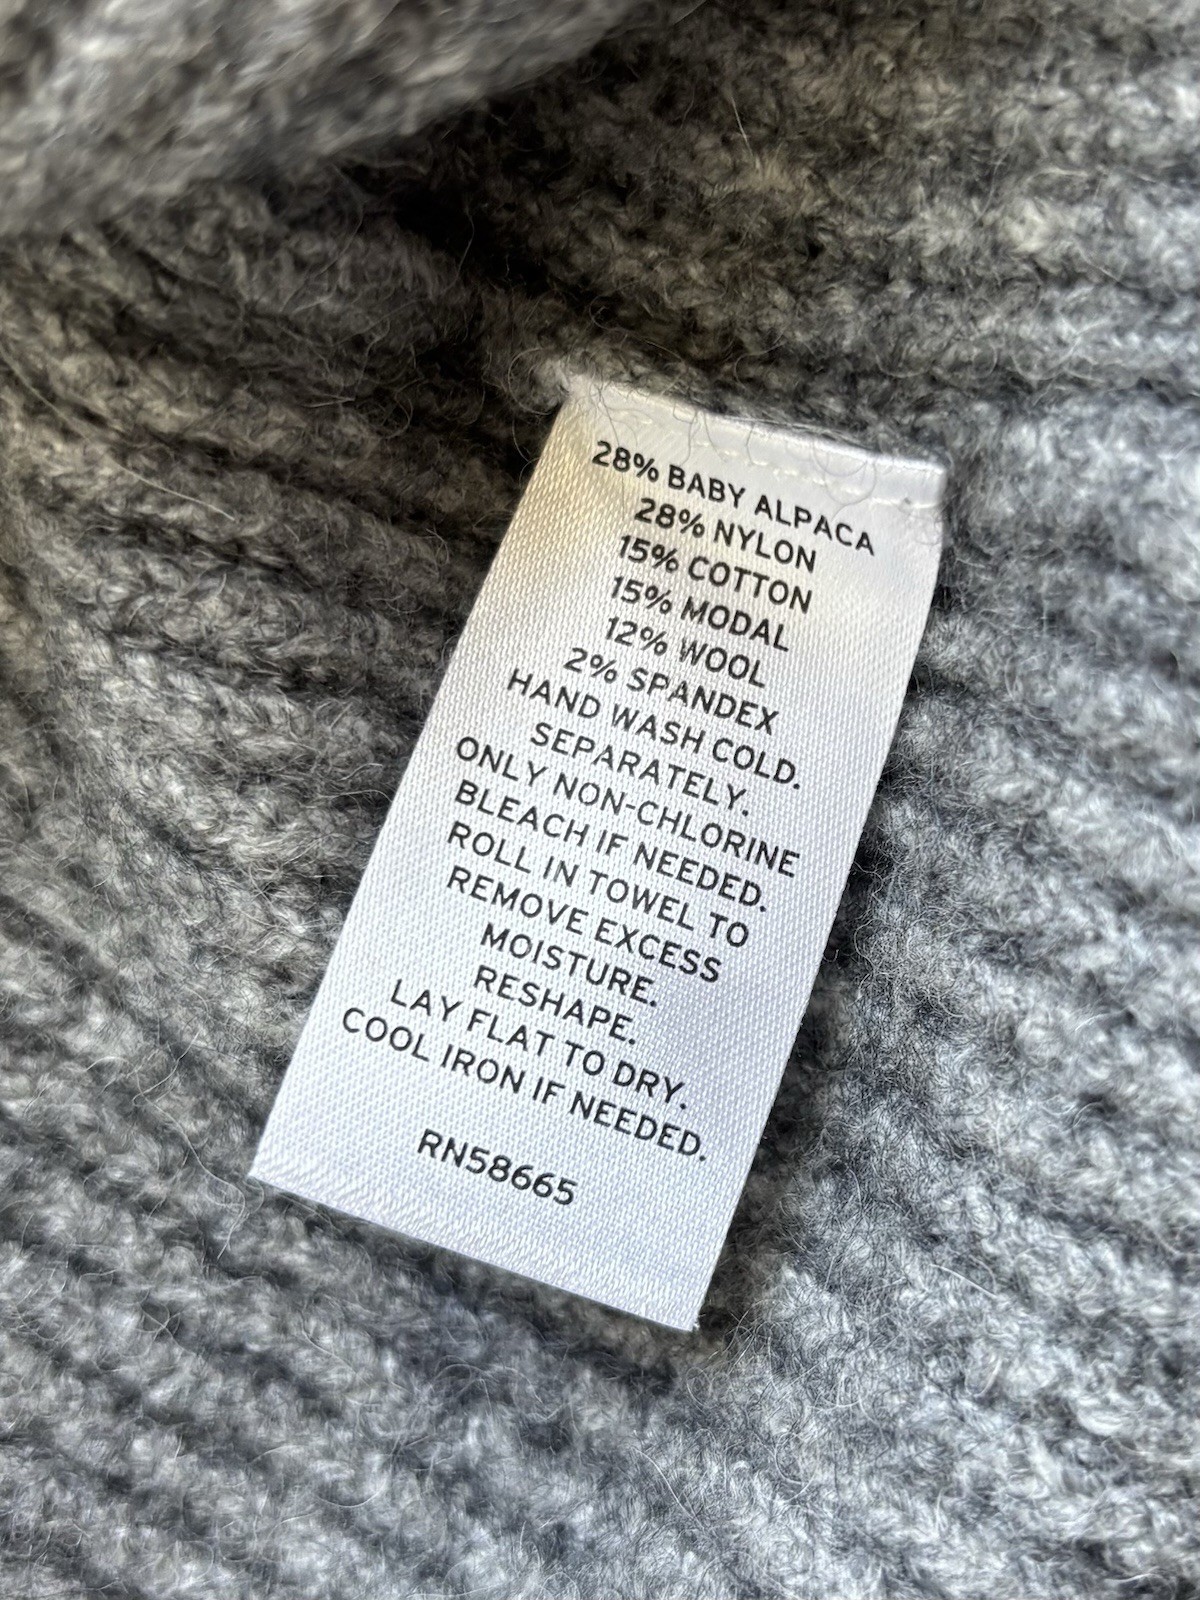 28% BABY ALPACA
28% NYLON
15% COTTON
15% MODAL
12% WOOL
2% SPANDEX
HAND WASH COLD.
SEPARATELY.
ONLY NON-CHLORINE
BLEACH IF NEEDED.
ROLL IN TOWEL TO
REMOVE EXCESS
MOISTURE.
RESHAPE.
LAY FLAT TO DRY.
COOL IRON IF NEEDED.
RN58665